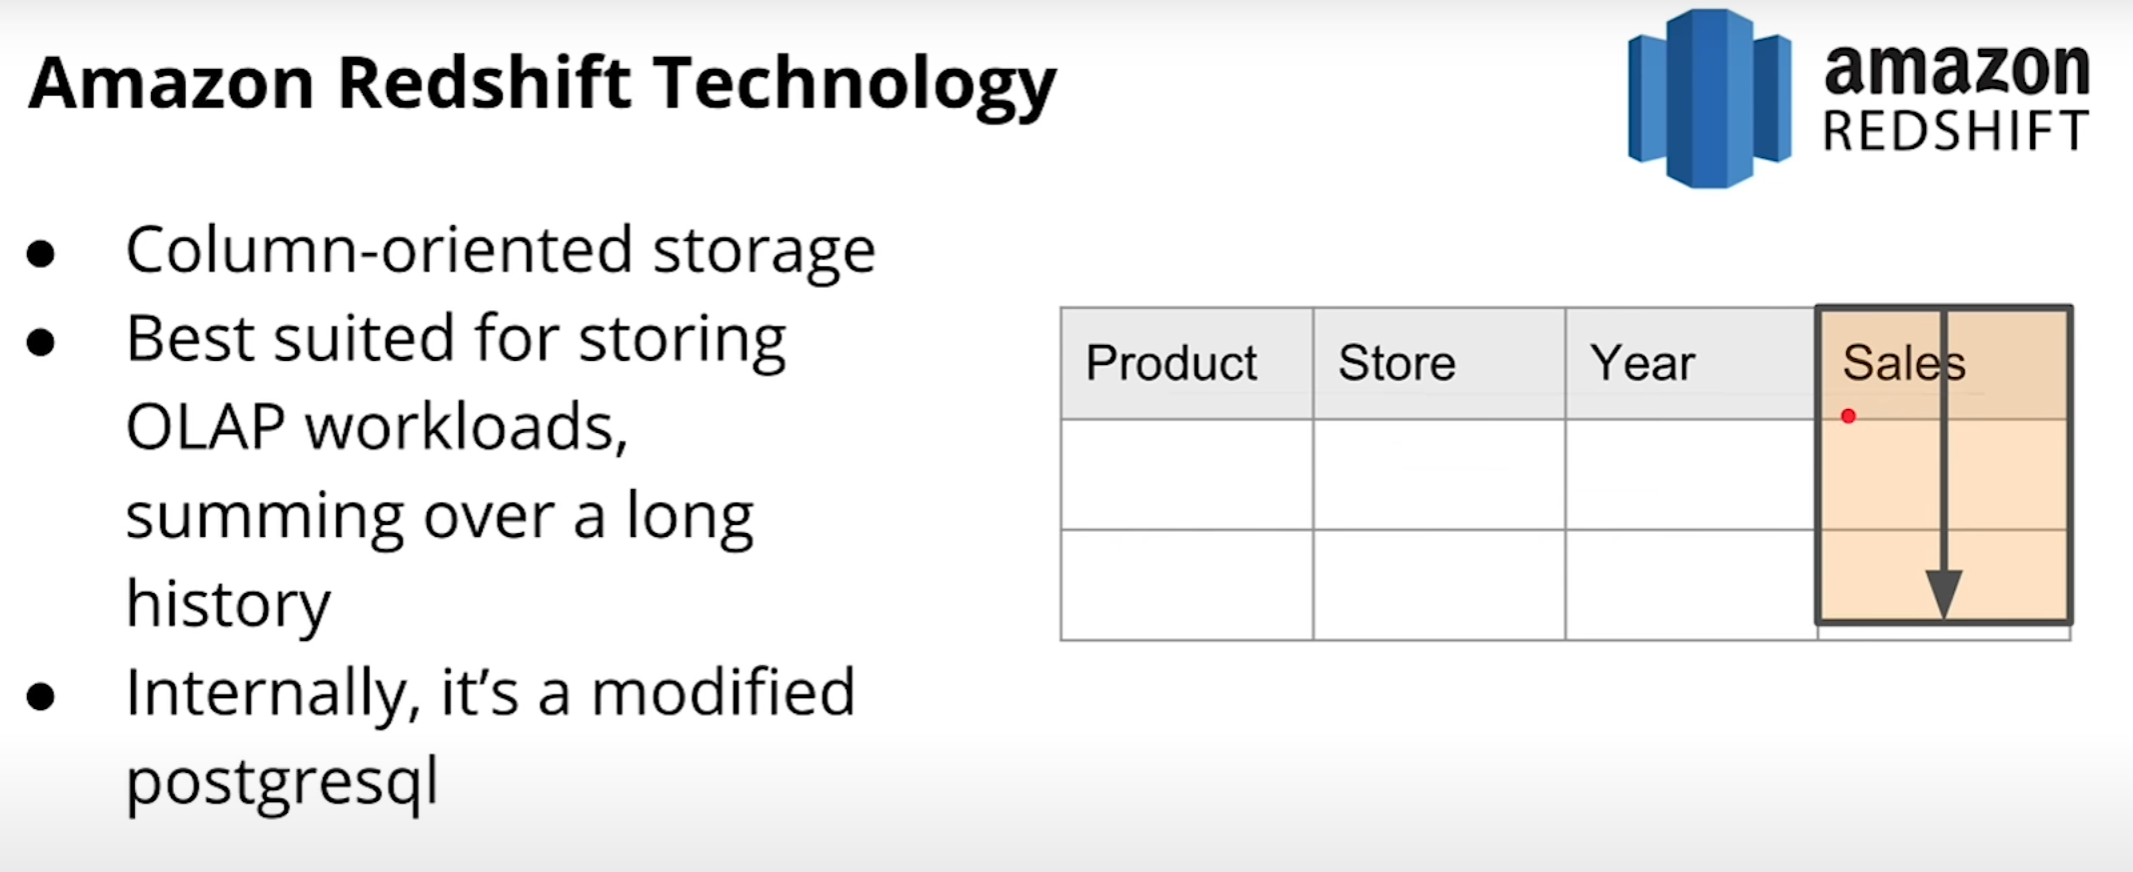 Amazon Redshift Technology
amazon
REDSHIFT
● Column-oriented storage
● Best suited for storing
OLAP workloads,
summing over a long
history
● Internally, it’s a modified
postgresql
Product Store Year Sales